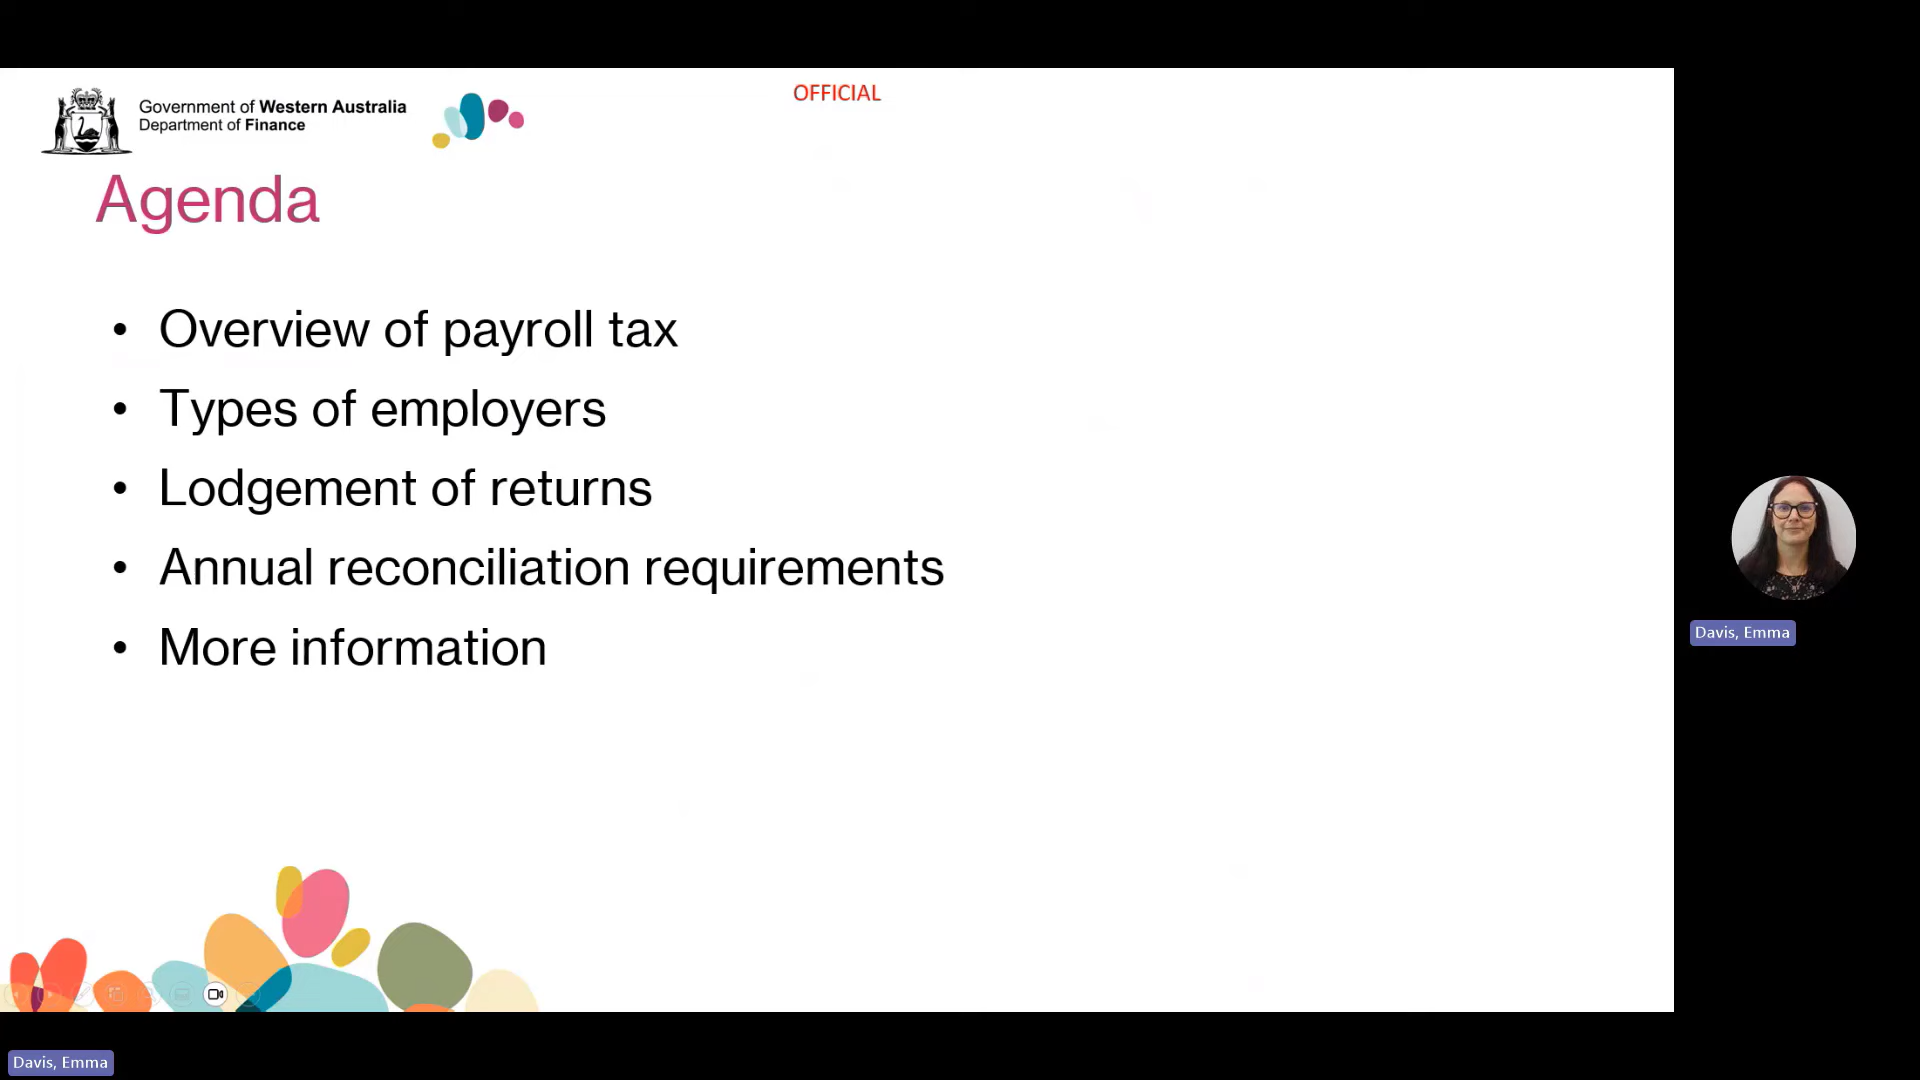 Government of Western Australia
Department of Finance
OFFICIAL
Agenda
• Overview of payroll tax
• Types of employers
• Lodgement of returns
• Annual reconciliation requirements
• More information
Davis, Emma
Davis, Emma